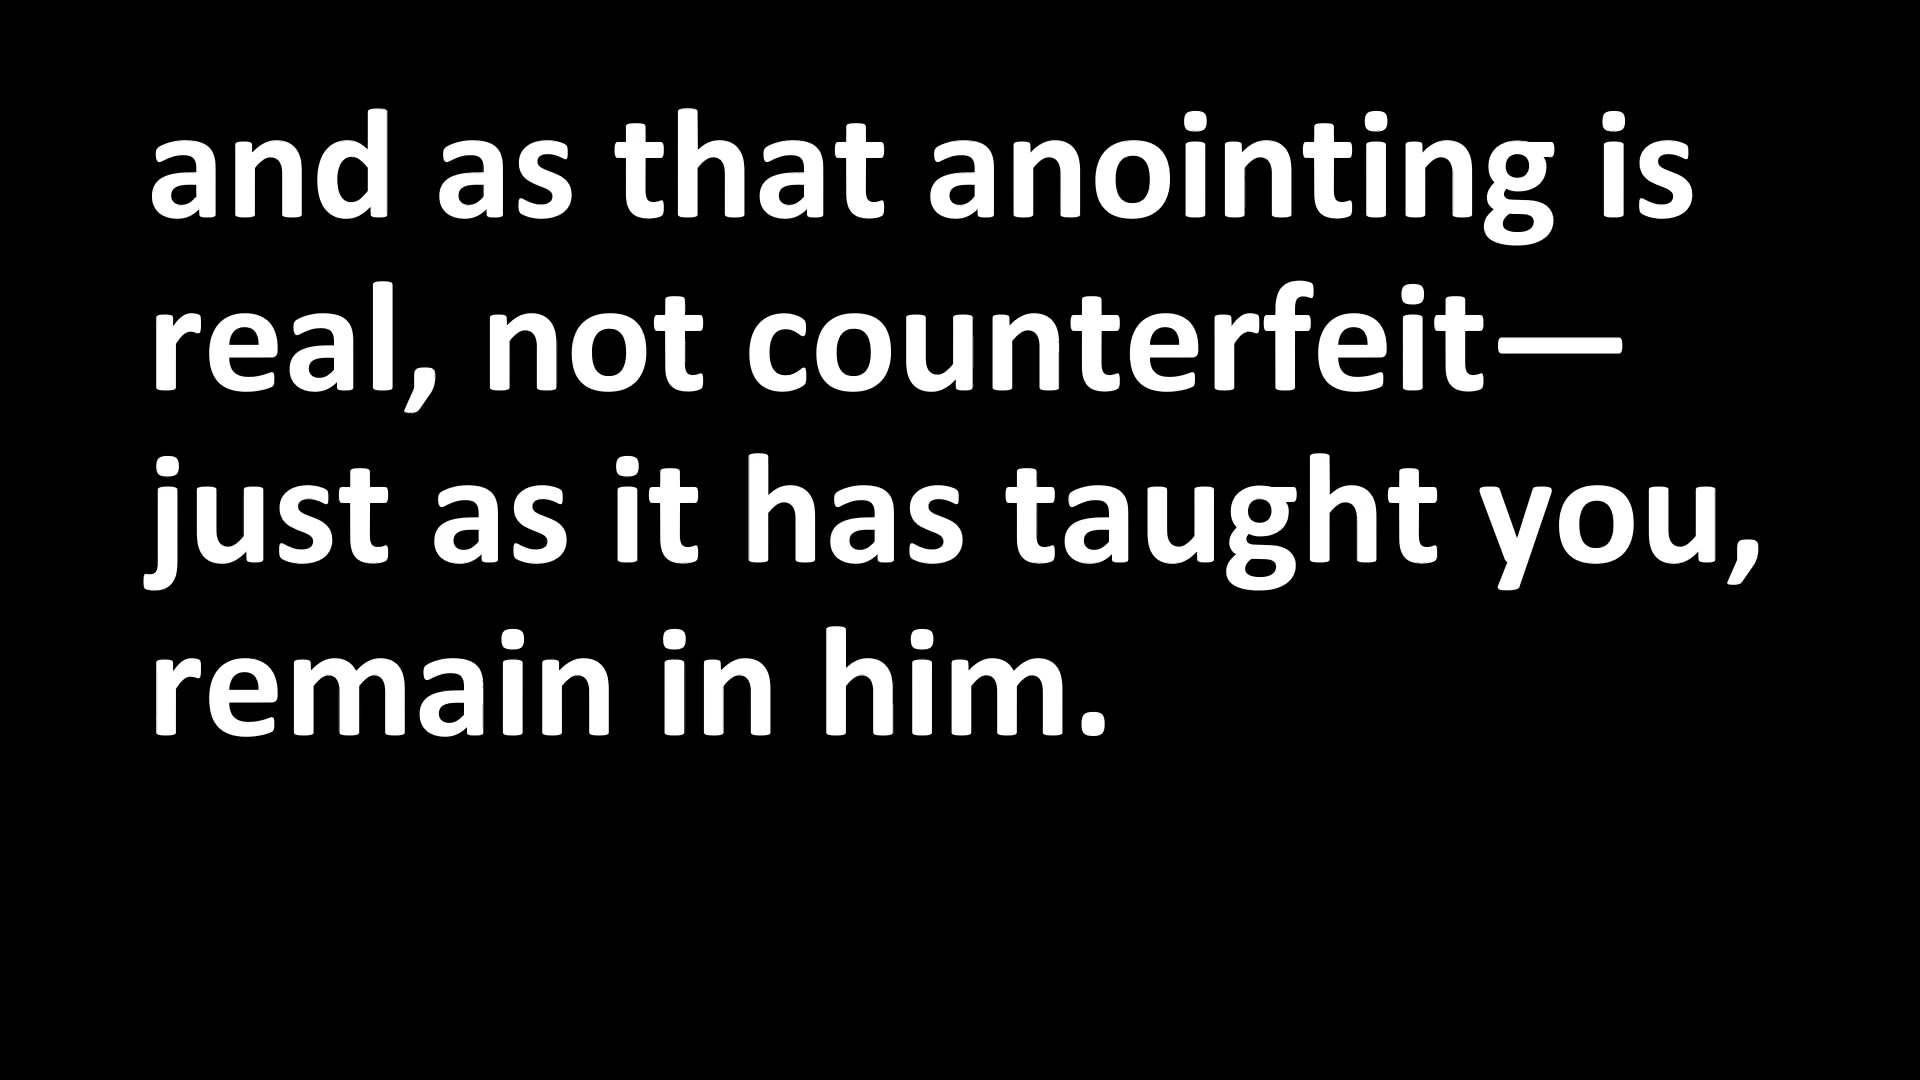 and as that anointing is
real, not counterfeit—
just as it has taught you,
remain in him.